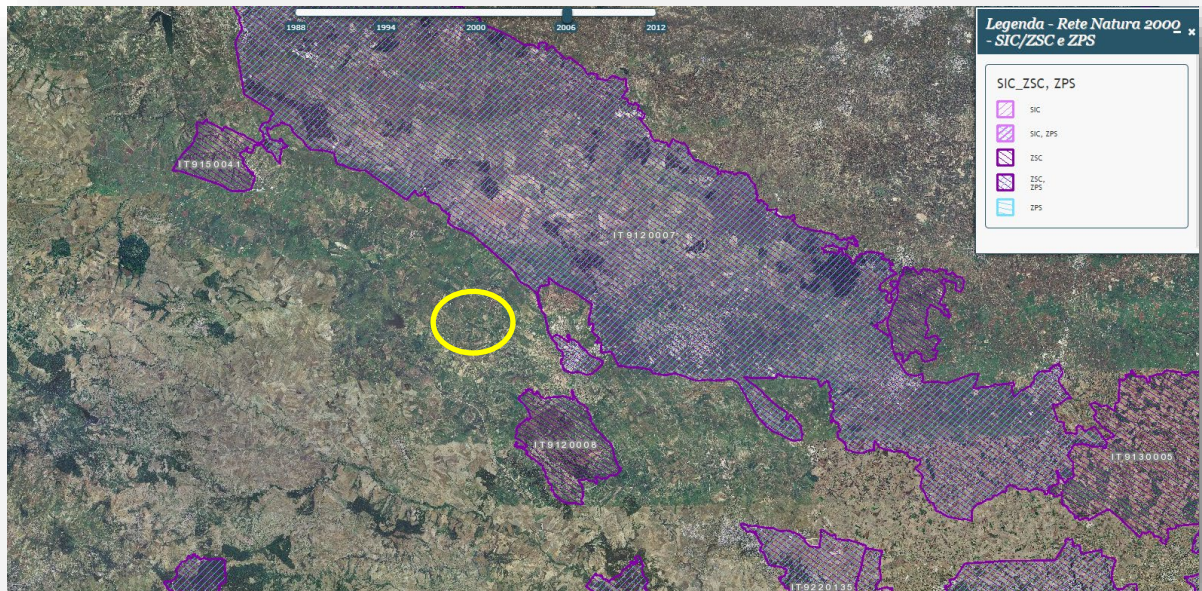 1988 1994 2000 2006 2012
Legenda - Rete Natura 2000
- SIC/ZSC e ZPS
×
SIC_ZSC, ZPS
SIC
SIC, ZPS
ZSC
ZSC,
ZPS
ZPS
IT9150041
IT9120007
IT9120008
IT9130005
IT9220135